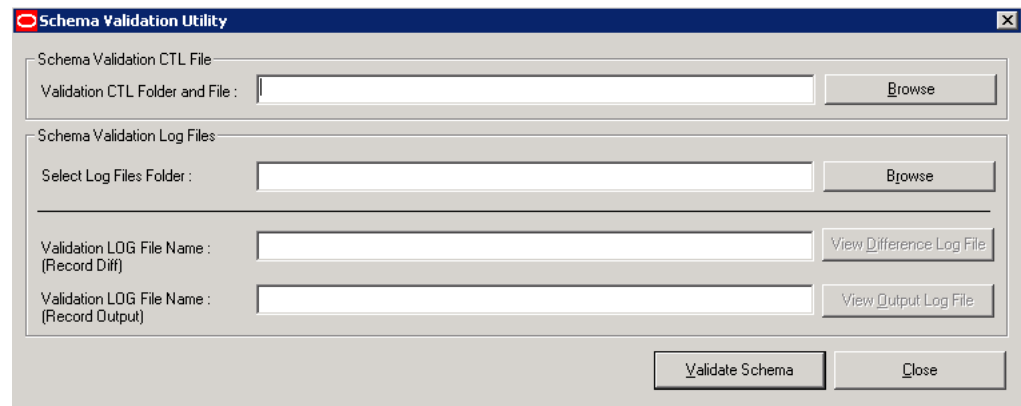 Schema Validation Utility
Schema Validation CTL File
Validation CTL Folder and File :
Browse
Schema Validation Log Files
Select Log Files Folder :
Browse
Validation LOG File Name :
(Record Diff)
View Difference Log File
Validation LOG File Name :
(Record Output)
View Output Log File
Validate Schema
Close